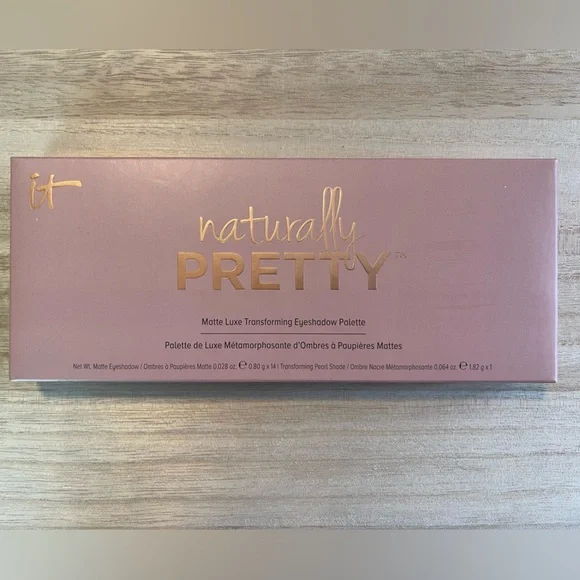 it
naturally
PRETTY™
Matte Luxe Transforming Eyeshadow Palette
Palette de Luxe Métamorphosante d'Ombres à Paupières Mattes
Net Wt. Matte Eyeshadow / Ombres à Paupières Matte 0.028 oz. ℮ 0.80 g x 14 | Transforming Pearl Shade / Ombre Nacré Métamorphosante 0.064 oz. ℮ 1.82 g x 1